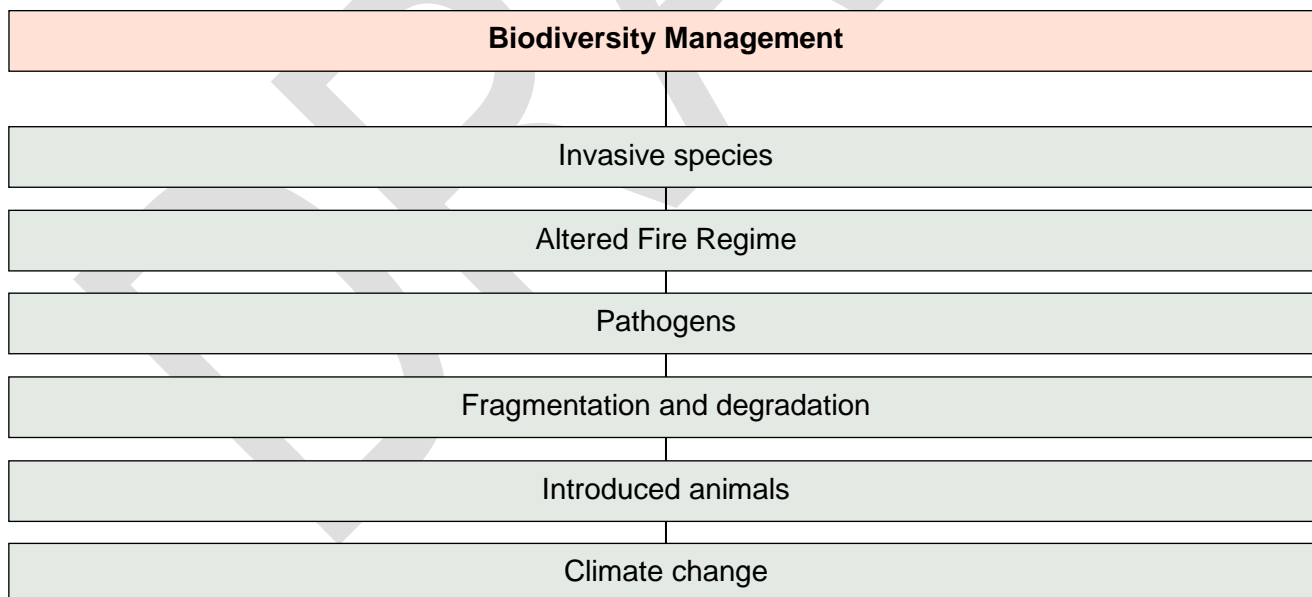 Biodiversity Management
Invasive species
Altered Fire Regime
Pathogens
Fragmentation and degradation
Introduced animals
Climate change